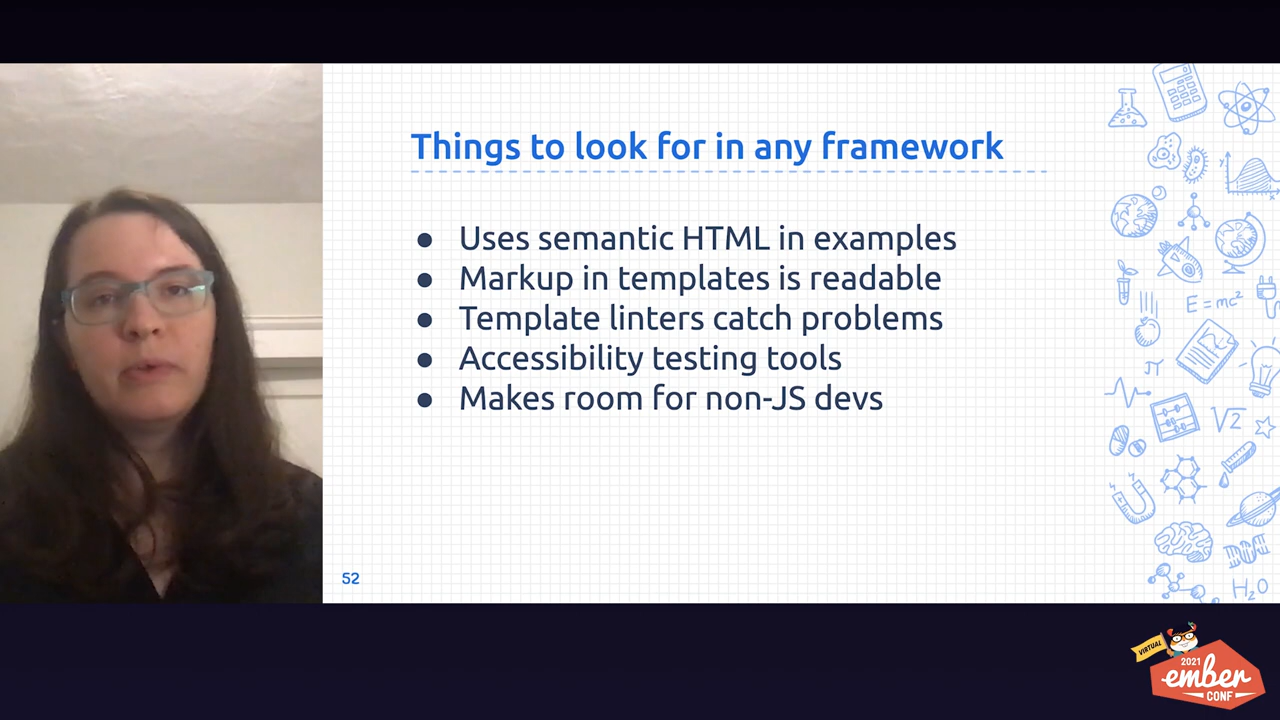 Things to look for in any framework
● Uses semantic HTML in examples
● Markup in templates is readable
● Template linters catch problems
● Accessibility testing tools
● Makes room for non-JS devs
52
y
x
E=mc²
π
√2
H₂O
VIRTUAL
2021
ember
CONF